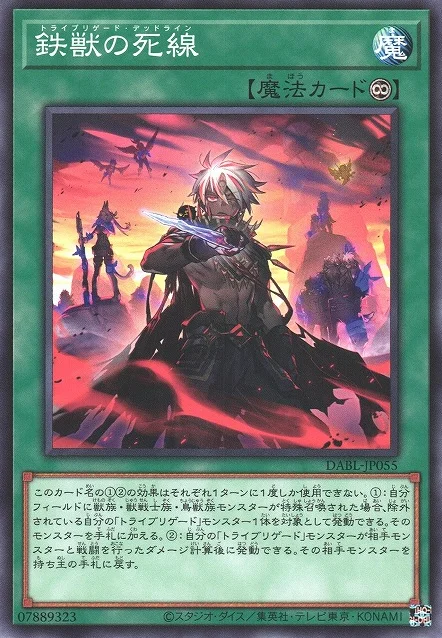 トライブリゲード・デッドライン
鉄獣の死線
魔
まほう
【魔法カード】
DABL-JP055
このカード名の①②の効果はそれぞれ1ターンに1度しか使用できない。①：自分
フィールドに獣族・獣戦士族・鳥獣族モンスターが特殊召喚された場合、除外
されている自分の「トライブリゲード」モンスター1体を対象として発動できる。その
モンスターを手札に加える。②：自分の「トライブリゲード」モンスターが相手モン
スターと戦闘を行ったダメージ計算後に発動できる。その相手モンスターを
持ち主の手札に戻す。
07889323
©スタジオ・ダイス／集英社・テレビ東京・KONAMI